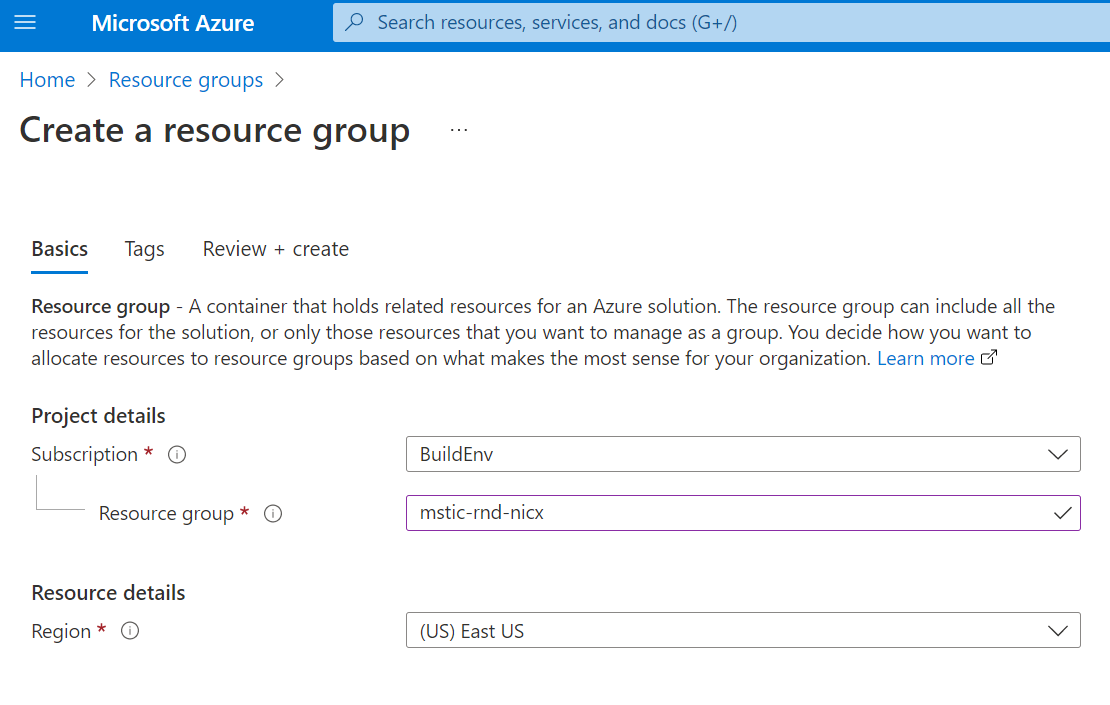 Microsoft Azure
Search resources, services, and docs (G+/)
Home > Resource groups >
Create a resource group ...
Basics Tags Review + create
Resource group - A container that holds related resources for an Azure solution. The resource group can include all the
resources for the solution, or only those resources that you want to manage as a group. You decide how you want to
allocate resources to resource groups based on what makes the most sense for your organization. Learn more
Project details
Subscription *
BuildEnv
Resource group *
mstic-rnd-nicx
Resource details
Region *
(US) East US